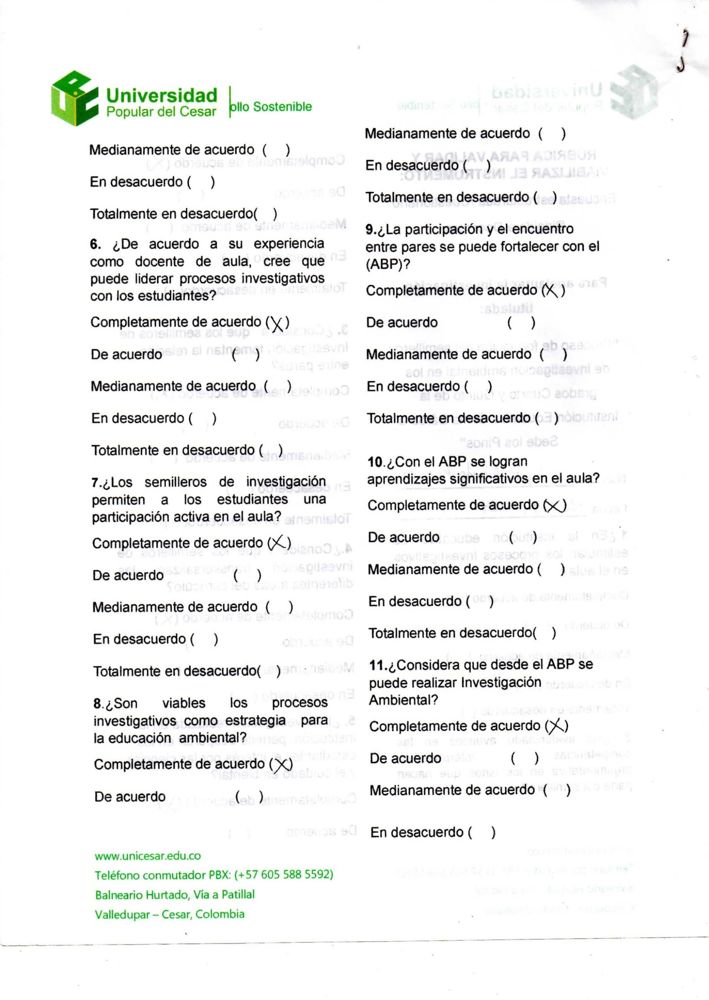 Universidad
Popular del Cesar
ollo Sostenible
Medianamente de acuerdo ( )
En desacuerdo ( )
Totalmente en desacuerdo( )
6. ¿De acuerdo a su experiencia
como docente de aula, cree que
puede liderar procesos investigativos
con los estudiantes?
Completamente de acuerdo (X)
De acuerdo ( )
Medianamente de acuerdo ( )
En desacuerdo ( )
Totalmente en desacuerdo ( )
7.¿Los semilleros de investigación
permiten a los estudiantes una
participación activa en el aula?
Completamente de acuerdo (X)
De acuerdo ( )
Medianamente de acuerdo ( )
En desacuerdo ( )
Totalmente en desacuerdo( )
8.¿Son viables los procesos
investigativos como estrategia para
la educación ambiental?
Completamente de acuerdo (X)
De acuerdo ( )
Medianamente de acuerdo ( )
En desacuerdo ( )
Totalmente en desacuerdo ( )
9.¿La participación y el encuentro
entre pares se puede fortalecer con el
(ABP)?
Completamente de acuerdo (X)
De acuerdo ( )
Medianamente de acuerdo ( )
En desacuerdo ( )
Totalmente en desacuerdo ( )
10.¿Con el ABP se logran
aprendizajes significativos en el aula?
Completamente de acuerdo (X)
De acuerdo ( )
Medianamente de acuerdo ( )
En desacuerdo ( )
Totalmente en desacuerdo( )
11.¿Considera que desde el ABP se
puede realizar Investigación
Ambiental?
Completamente de acuerdo (X)
De acuerdo ( )
Medianamente de acuerdo ( )
En desacuerdo ( )
www.unicesar.edu.co
Teléfono conmutador PBX: (+57 605 588 5592)
Balneario Hurtado, Vía a Patillal
Valledupar – Cesar, Colombia